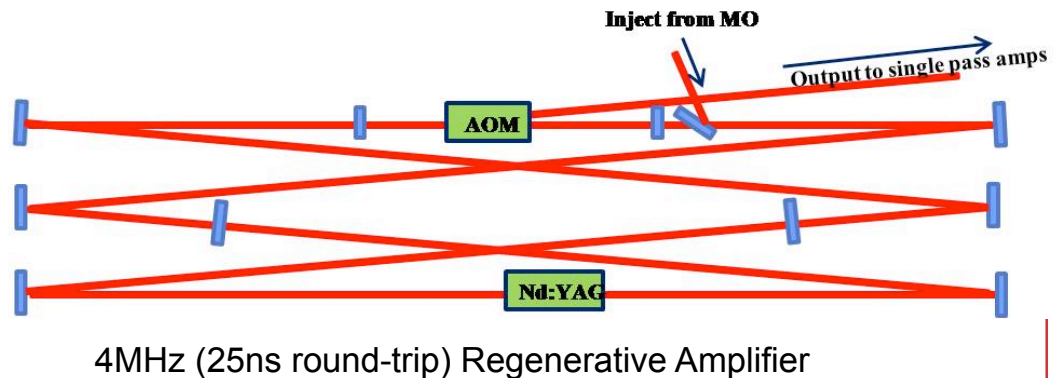 Inject from MO
Output to single pass amps
AOM
Nd:YAG
4MHz (25ns round-trip) Regenerative Amplifier